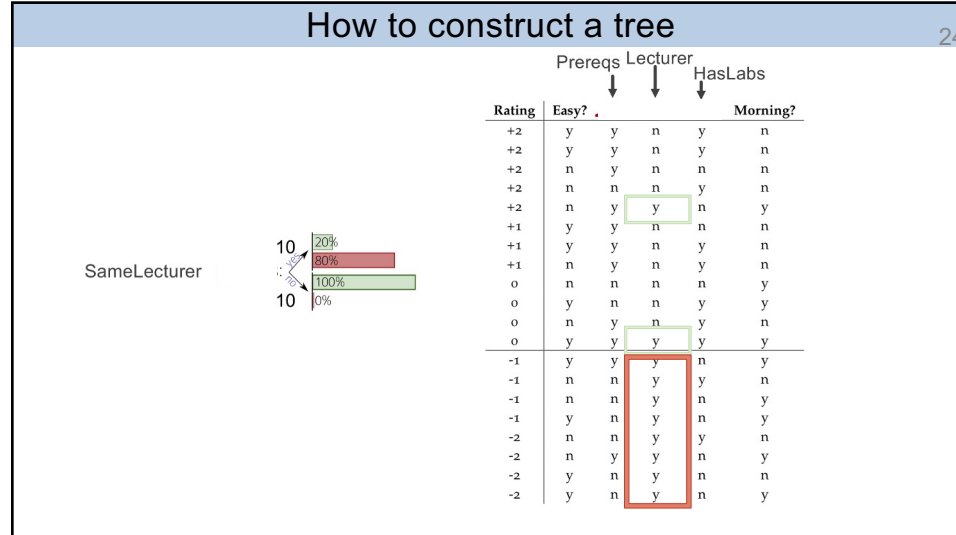 How to construct a tree
24
Prereqs Lecturer HasLabs
Rating Easy? Morning?
+2 y y n y n
+2 y y n y n
+2 n y n n n
+2 n n n y n
+2 n y y n y
+1 y y n n n
+1 y y n y n
+1 n y n y n
0 n n n n y
0 y n n y y
0 n y n y n
0 y y y y y
-1 y y y n y
-1 n n y y n
-1 n n y n y
-1 y n y n y
-2 n n y y n
-2 n y y n y
-2 y n y n n
-2 y n y n y
SameLecturer
10 yes 20%
80%
no 100%
10 0%